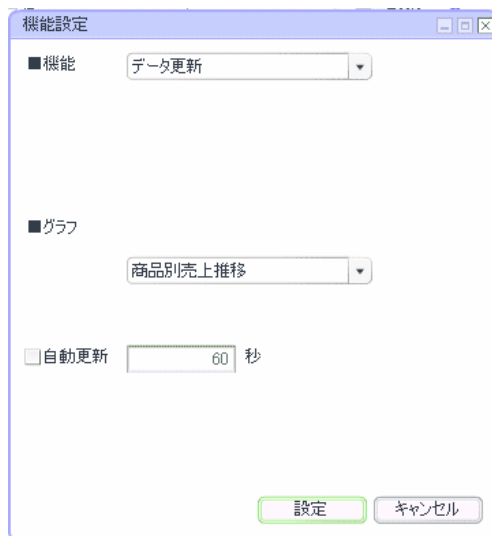 機能設定
■機能 データ更新
■グラフ
商品別売上推移
自動更新 60 秒
設定 キャンセル